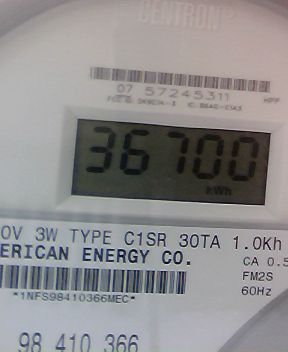 CENTRON®
07 57245311
36700
kWh
0V 3W TYPE C1SR 30TA 1.0Kh
ERICAN ENERGY CO.
CA 0.5
FM2S
*1NFS98410366MEC*
60Hz
98 410 366